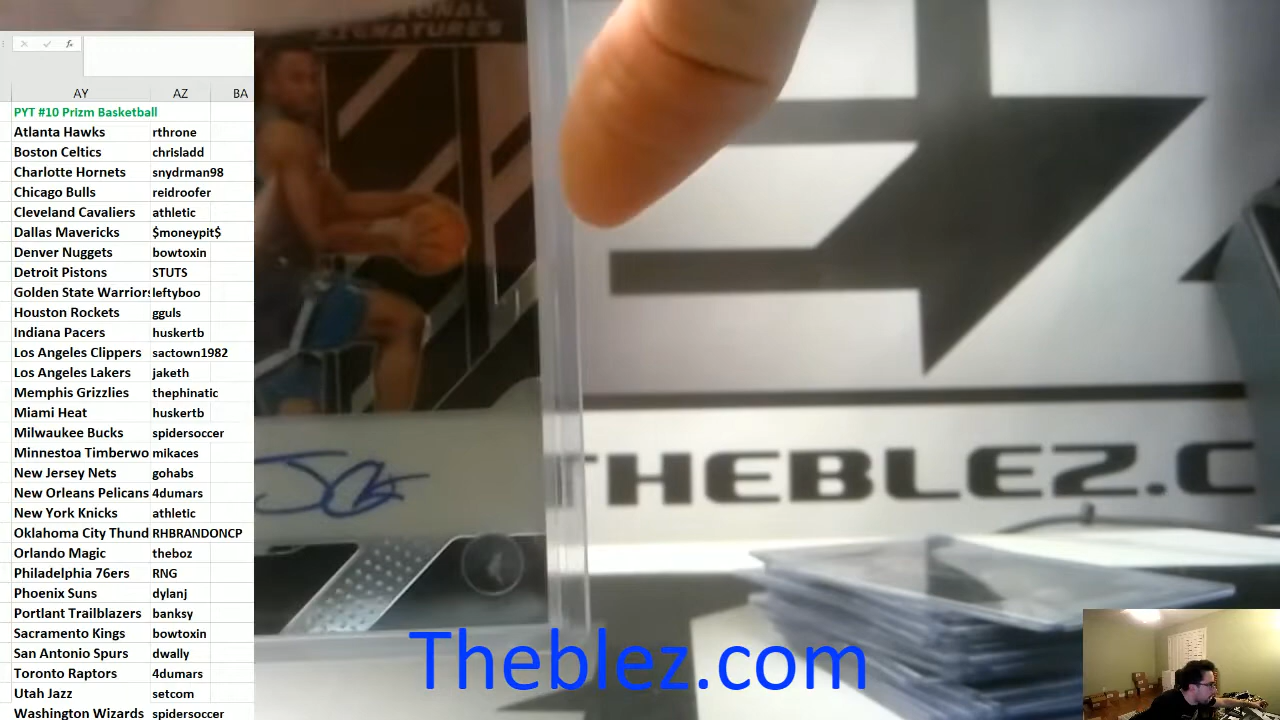 SIGNATURES
AY AZ BA
PYT #10 Prizm Basketball
Atlanta Hawks rthrone
Boston Celtics chrisladd
Charlotte Hornets snydrman98
Chicago Bulls reidroofer
Cleveland Cavaliers athletic
Dallas Mavericks $moneypit$
Denver Nuggets bowtoxin
Detroit Pistons STUTS
Golden State Warriors leftyboo
Houston Rockets gguls
Indiana Pacers huskertb
Los Angeles Clippers sactown1982
Los Angeles Lakers jaketh
Memphis Grizzlies thephinatic
Miami Heat huskertb
Milwaukee Bucks spidersoccer
Minnestoa Timberwo mikaces
New Jersey Nets gohabs
New Orleans Pelicans 4dumars
New York Knicks athletic
Oklahoma City Thund RHBRANDONCP
Orlando Magic theboz
Philadelphia 76ers RNG
Phoenix Suns dylanj
Portlant Trailblazers banksy
Sacramento Kings bowtoxin
San Antonio Spurs dwally
Toronto Raptors 4dumars
Utah Jazz setcom
Washington Wizards spidersoccer
THEBLEZ.C
Theblez.com